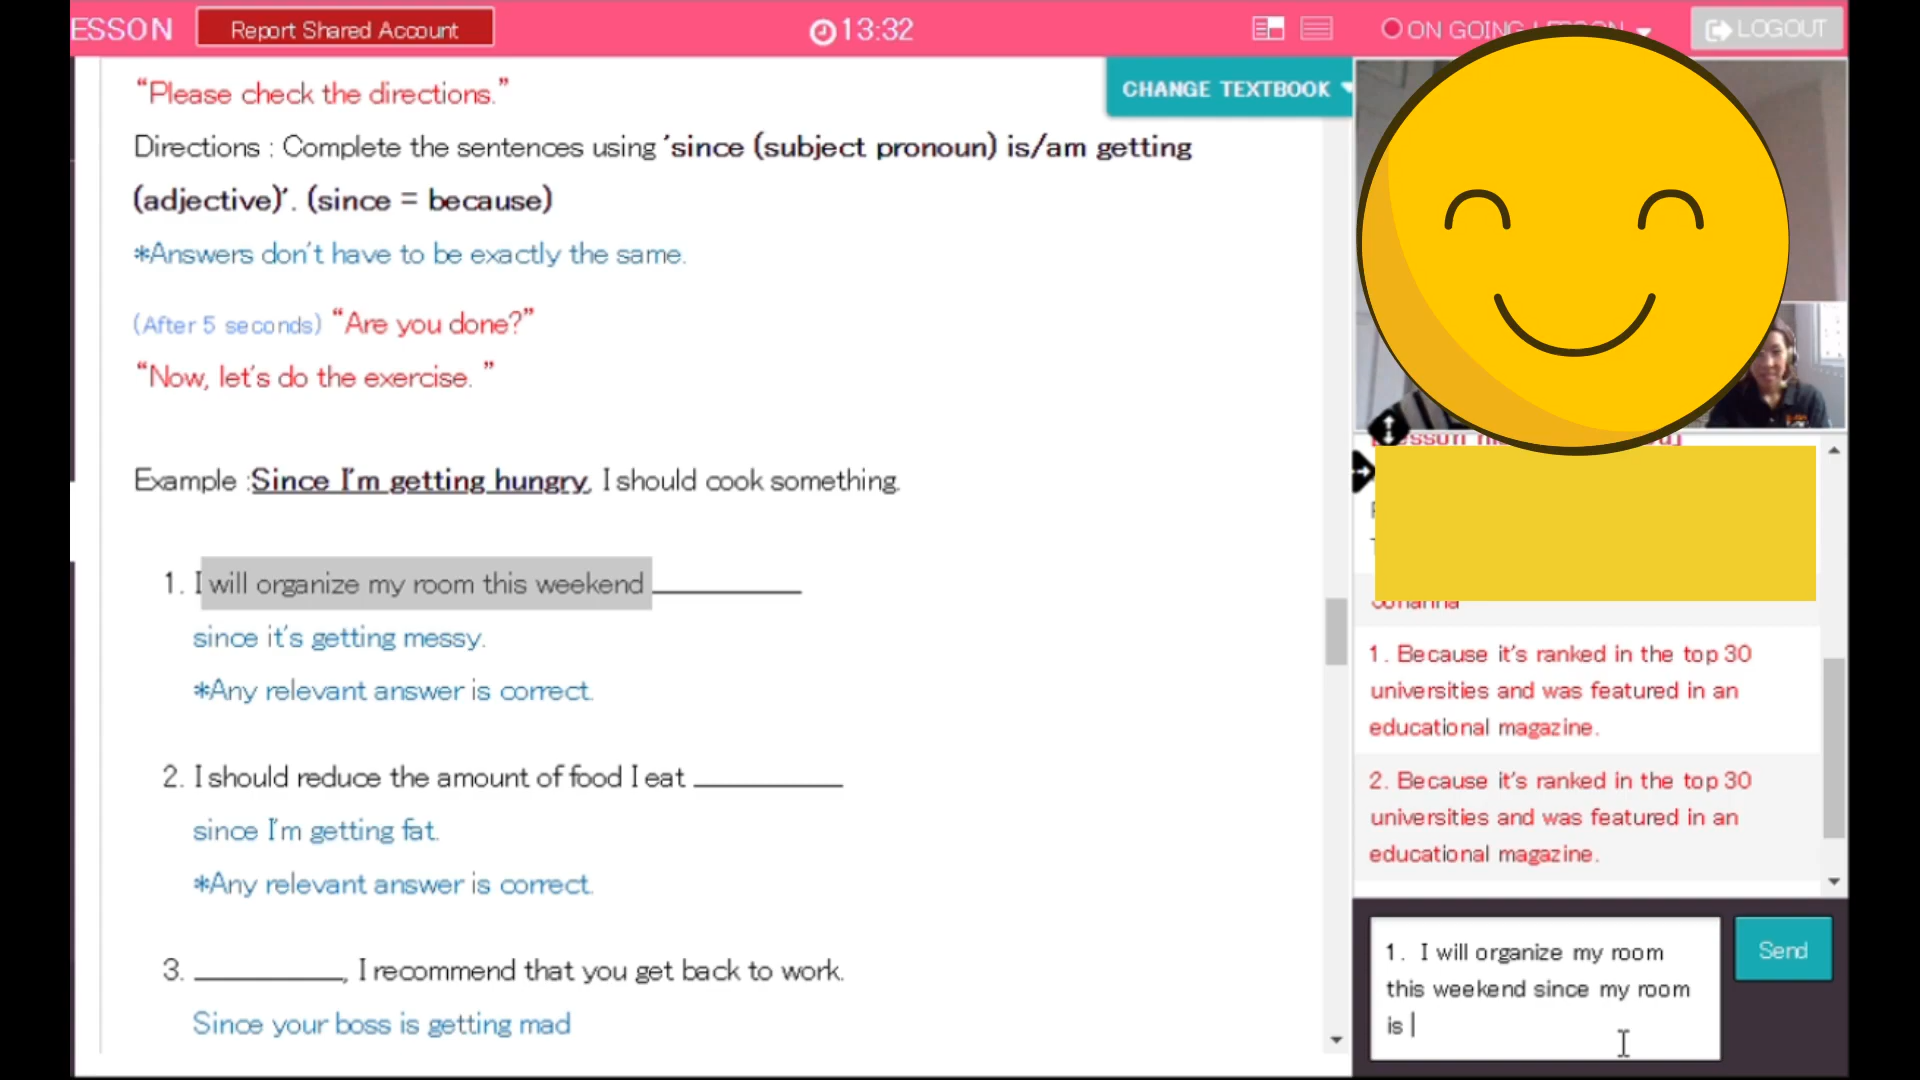 ESSON
Report Shared Account
13:32
LOGOUT
CHANGE TEXTBOOK
“Please check the directions.”
Directions : Complete the sentences using ‘since (subject pronoun) is/am getting
(adjective)’. (since = because)
*Answers don’t have to be exactly the same.
(After 5 seconds) “Are you done?”
“Now, let’s do the exercise. ”
Example :Since I’m getting hungry, I should cook something.
1. I will organize my room this weekend ___________
since it’s getting messy.
*Any relevant answer is correct.
2. I should reduce the amount of food I eat ___________
since I’m getting fat.
*Any relevant answer is correct.
3. ___________, I recommend that you get back to work.
Since your boss is getting mad
1. Because it’s ranked in the top 30
universities and was featured in an
educational magazine.
2. Because it’s ranked in the top 30
universities and was featured in an
educational magazine.
1. I will organize my room
this weekend since my room
is
Send